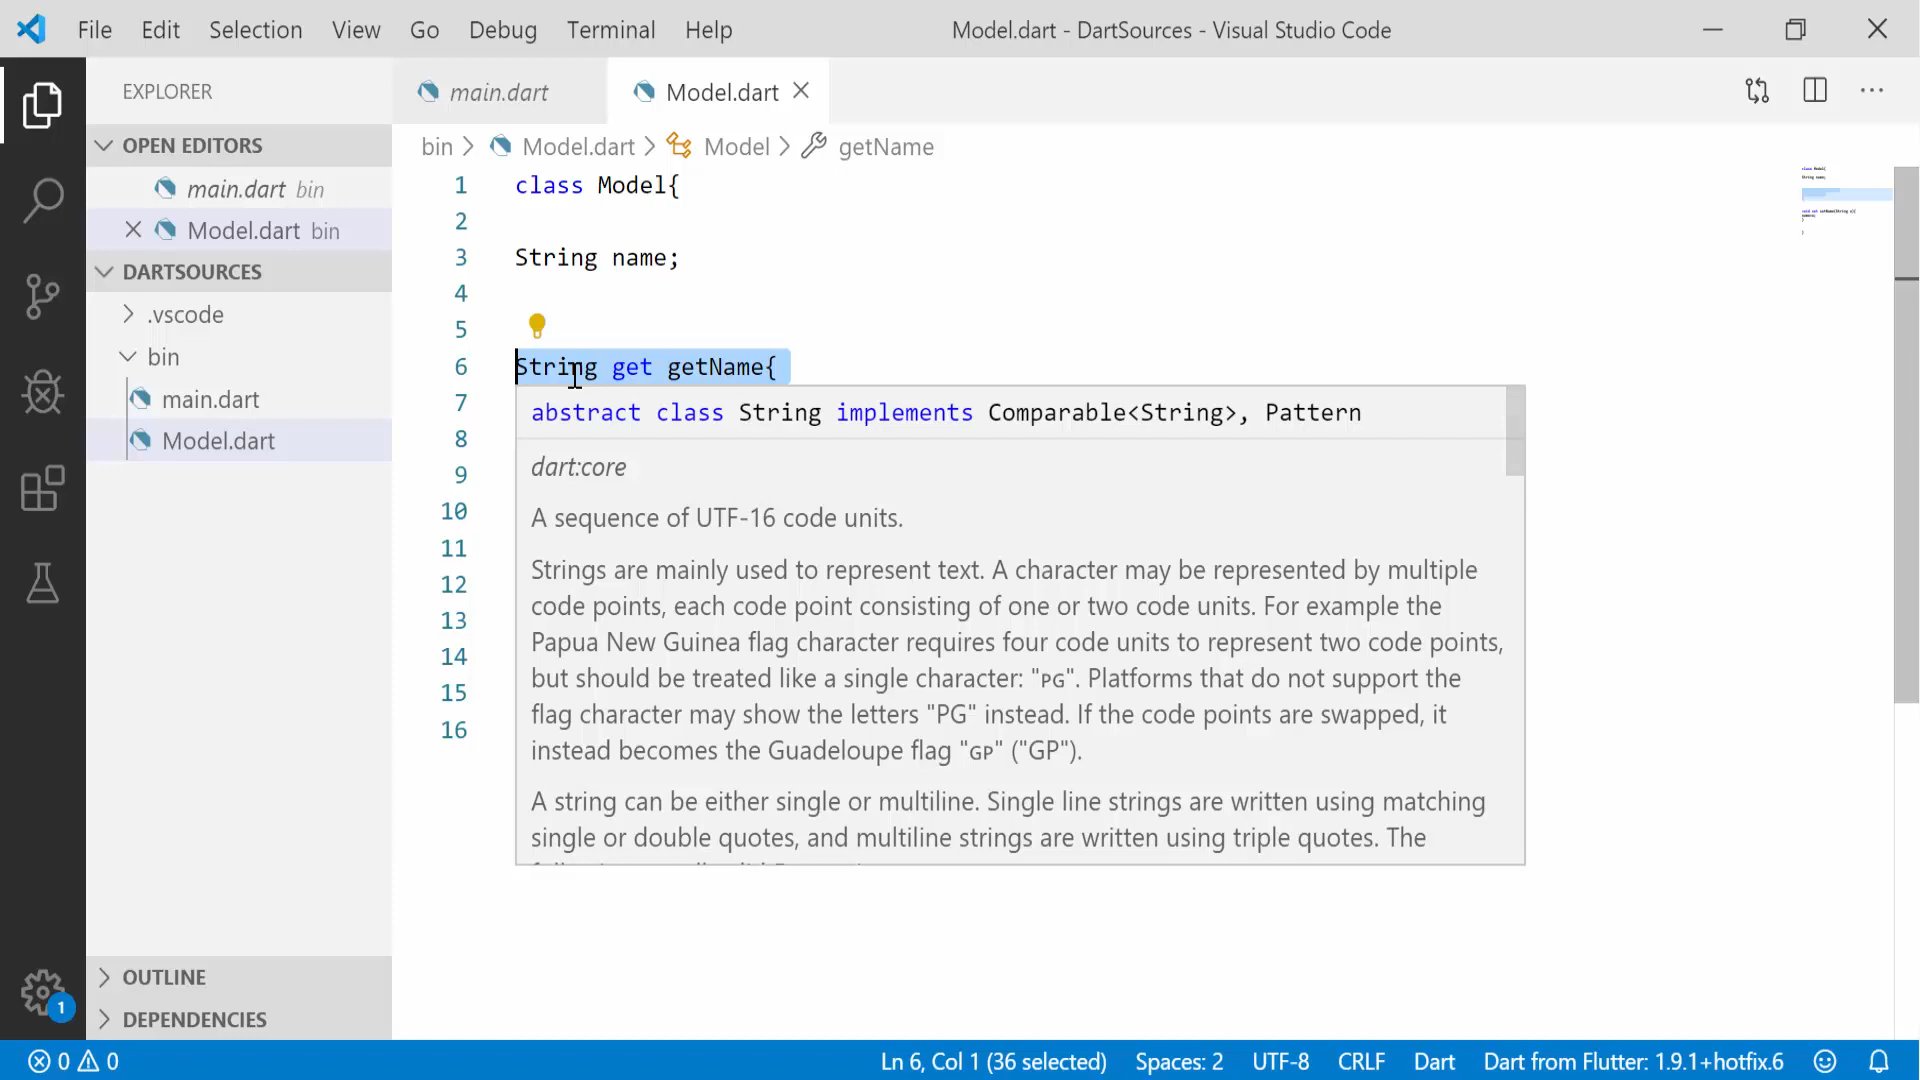 File Edit Selection View Go Debug Terminal Help
Model.dart - DartSources - Visual Studio Code
EXPLORER
OPEN EDITORS
main.dart bin
Model.dart bin
DARTSOURCES
.vscode
bin
main.dart
Model.dart
OUTLINE
DEPENDENCIES
1
main.dart
Model.dart
bin Model.dart Model getName
1 class Model{
2
3 String name;
4
5
6 String get getName{
7
8
9
10
11
12
13
14
15
16
abstract class String implements Comparable<String>, Pattern
dart:core
A sequence of UTF-16 code units.
Strings are mainly used to represent text. A character may be represented by multiple
code points, each code point consisting of one or two code units. For example the
Papua New Guinea flag character requires four code units to represent two code points,
but should be treated like a single character: "PG". Platforms that do not support the
flag character may show the letters "PG" instead. If the code points are swapped, it
instead becomes the Guadeloupe flag "GP" ("GP").
A string can be either single or multiline. Single line strings are written using matching
single or double quotes, and multiline strings are written using triple quotes. The
0 0
Ln 6, Col 1 (36 selected) Spaces: 2 UTF-8 CRLF Dart Dart from Flutter: 1.9.1+hotfix.6